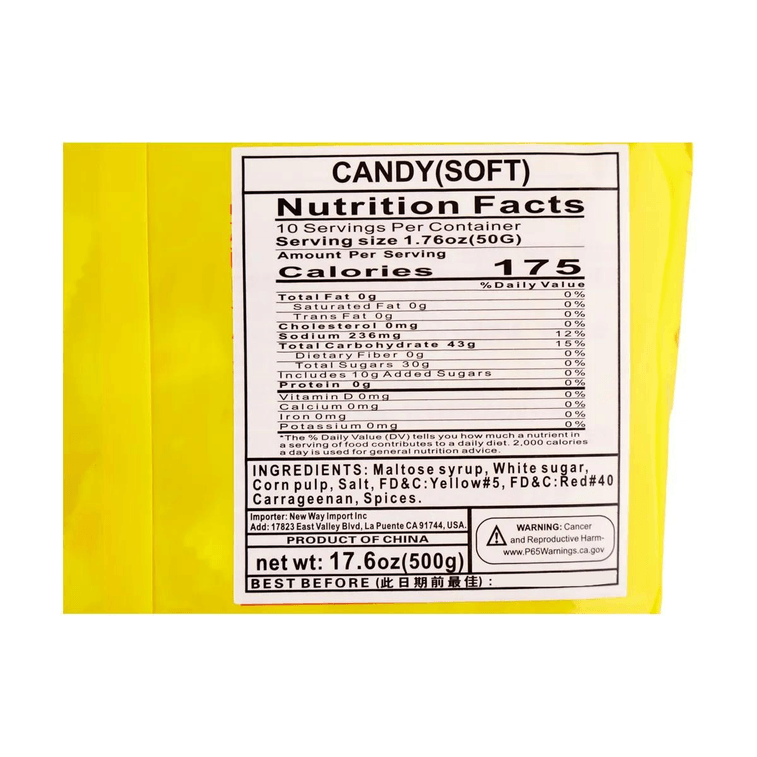 CANDY(SOFT)
Nutrition Facts
10 Servings Per Container
Serving size 1.76oz(50G)
Amount Per Serving
Calories 175
%Daily Value
Total Fat 0g 0%
Saturated Fat 0g 0%
Trans Fat 0g 0%
Cholesterol 0mg 0%
Sodium 236mg 12%
Total Carbohydrate 43g 15%
Dietary Fiber 0g 0%
Total Sugars 30g 0%
Includes 10g Added Sugars 0%
Protein 0g 0%
Vitamin D 0mg 0%
Calcium 0mg 0%
Iron 0mg 0%
Potassium 0mg 0%
*The % Daily Value (DV) tells you how much a nutrient in
a serving of food contributes to a daily diet. 2,000 calories
a day is used for general nutrition advice.
INGREDIENTS: Maltose syrup, White sugar,
Corn pulp, Salt, FD&C:Yellow#5, FD&C:Red#40
Carrageenan, Spices.
Importer: New Way Import Inc
Add: 17823 East Valley Blvd, La Puente CA 91744, USA.
PRODUCT OF CHINA
net wt: 17.6oz(500g)
WARNING: Cancer
and Reproductive Harm-
www.P65Warnings.ca.gov
BEST BEFORE (此日期前最佳) :